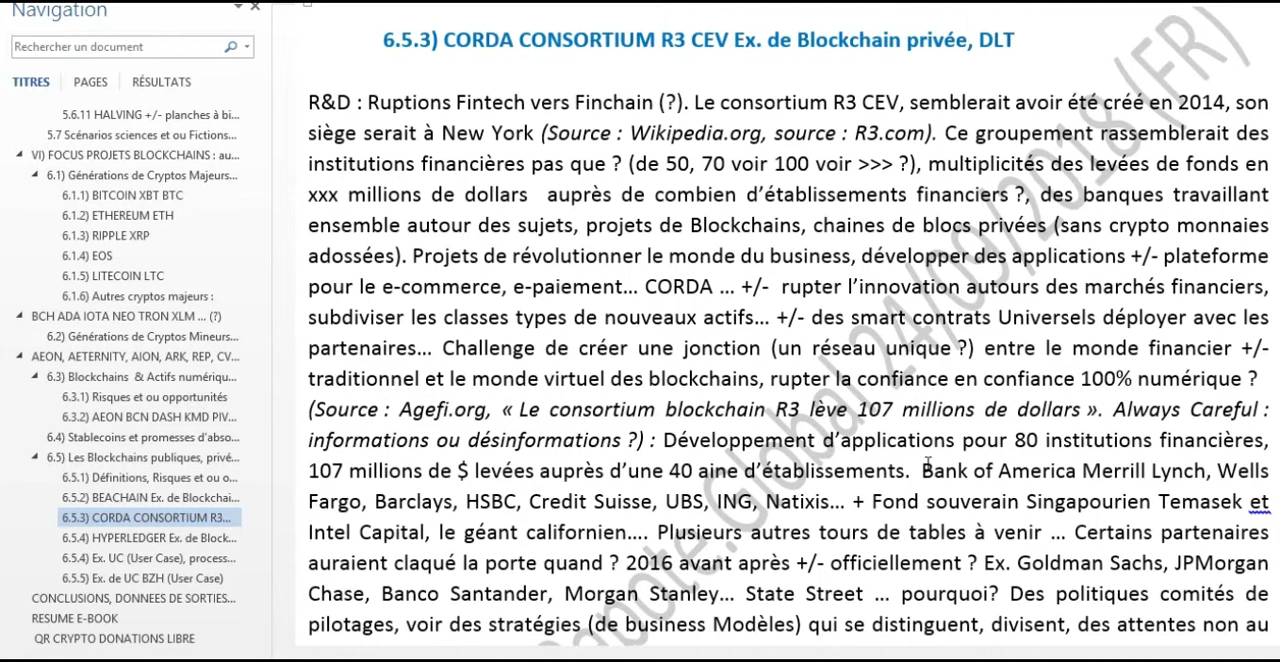 Navigation
Rechercher un document
TITRES PAGES RÉSULTATS
5.6.11 HALVING +/- planches à bi...
5.7 Scénarios sciences et ou Fictions...
VI) FOCUS PROJETS BLOCKCHAINS : au...
6.1) Générations de Cryptos Majeurs...
6.1.1) BITCOIN XBT BTC
6.1.2) ETHEREUM ETH
6.1.3) RIPPLE XRP
6.1.4) EOS
6.1.5) LITECOIN LTC
6.1.6) Autres cryptos majeurs :
BCH ADA IOTA NEO TRON XLM ... (?)
6.2) Générations de Cryptos Mineurs...
AEON, AETERNITY, AION, ARK, REP, CV...
6.3) Blockchains & Actifs numériqu...
6.3.1) Risques et ou opportunités
6.3.2) AEON BCN DASH KMD PIV...
6.4) Stablecoins et promesses d'abso...
6.5) Les Blockchains publiques, privé...
6.5.1) Définitions, Risques et ou o...
6.5.2) BEACHAIN Ex. de Blockchai...
6.5.3) CORDA CONSORTIUM R3...
6.5.4) HYPERLEDGER Ex. de Block...
6.5.4) Ex. UC (User Case), process...
6.5.5) Ex. de UC BZH (User Case)
CONCLUSIONS, DONNEES DE SORTIES...
RESUME E-BOOK
QR CRYPTO DONATIONS LIBRE
6.5.3) CORDA CONSORTIUM R3 CEV Ex. de Blockchain privée, DLT
R&D : Ruptions Fintech vers Finchain (?). Le consortium R3 CEV, semblerait avoir été créé en 2014, son
siège serait à New York (Source : Wikipedia.org, source : R3.com). Ce groupement rassemblerait des
institutions financières pas que ? (de 50, 70 voir 100 voir >>> ?), multiplicités des levées de fonds en
xxx millions de dollars auprès de combien d'établissements financiers ?, des banques travaillant
ensemble autour des sujets, projets de Blockchains, chaines de blocs privées (sans crypto monnaies
adossées). Projets de révolutionner le monde du business, développer des applications +/- plateforme
pour le e-commerce, e-paiement... CORDA ... +/- rupter l'innovation autours des marchés financiers,
subdiviser les classes types de nouveaux actifs... +/- des smart contrats Universels déployer avec les
partenaires... Challenge de créer une jonction (un réseau unique ?) entre le monde financier +/-
traditionnel et le monde virtuel des blockchains, rupter la confiance en confiance 100% numérique ?
(Source : Agefi.org, « Le consortium blockchain R3 lève 107 millions de dollars ». Always Careful :
informations ou désinformations ?) : Développement d'applications pour 80 institutions financières,
107 millions de $ levées auprès d'une 40 aine d'établissements. Bank of America Merrill Lynch, Wells
Fargo, Barclays, HSBC, Credit Suisse, UBS, ING, Natixis... + Fond souverain Singapourien Temasek et
Intel Capital, le géant californien.... Plusieurs autres tours de tables à venir ... Certains partenaires
auraient claqué la porte quand ? 2016 avant après +/- officiellement ? Ex. Goldman Sachs, JPMorgan
Chase, Banco Santander, Morgan Stanley... State Street ... pourquoi? Des politiques comités de
pilotages, voir des stratégies (de business Modèles) qui se distinguent, divisent, des attentes non au